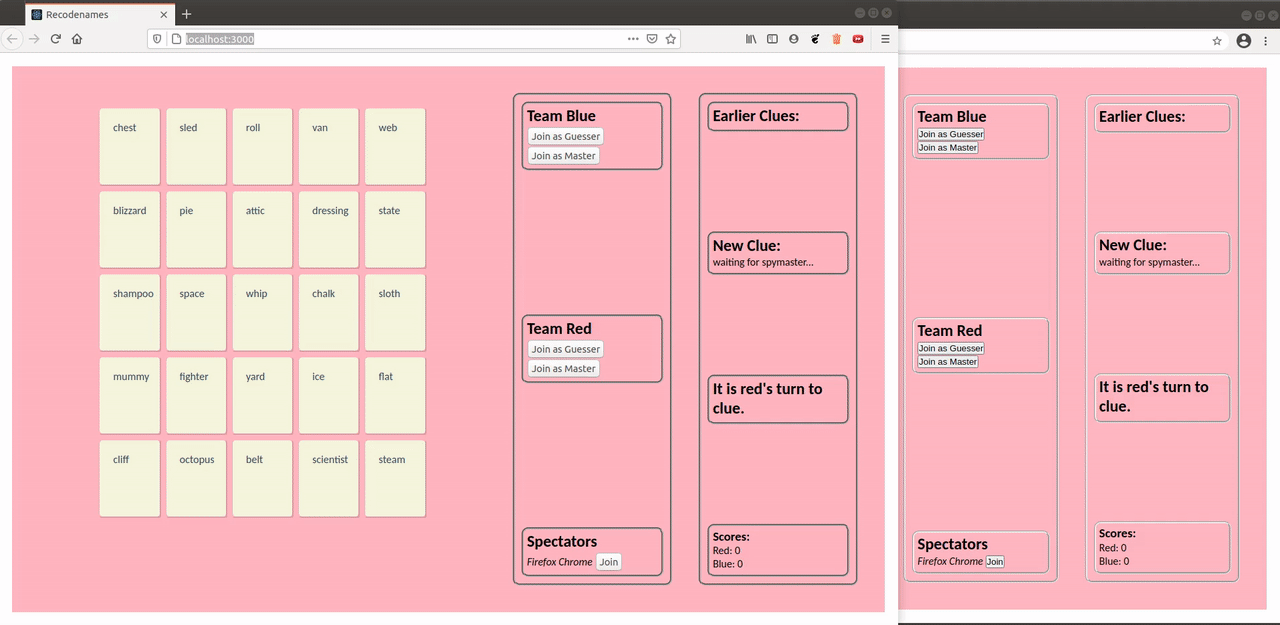 Recodenames
localhost:3000
chest sled roll van web
blizzard pie attic dressing state
shampoo space whip chalk sloth
mummy fighter yard ice flat
cliff octopus belt scientist steam
Team Blue
Join as Guesser
Join as Master
Team Red
Join as Guesser
Join as Master
Spectators
Firefox Chrome Join
Earlier Clues:
New Clue:
waiting for spymaster...
It is red's turn to
clue.
Scores:
Red: 0
Blue: 0
Team Blue
Join as Guesser
Join as Master
Team Red
Join as Guesser
Join as Master
Spectators
Firefox Chrome Join
Earlier Clues:
New Clue:
waiting for spymaster...
It is red's turn to
clue.
Scores:
Red: 0
Blue: 0